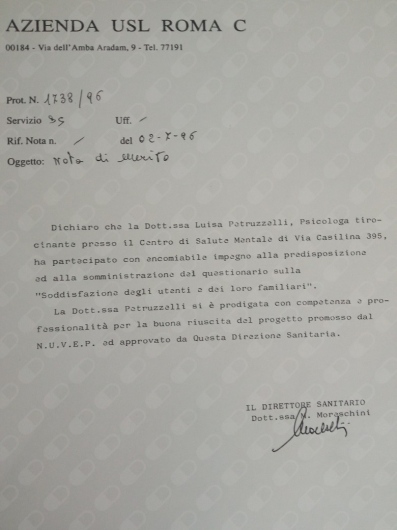 AZIENDA USL ROMA C
00184 - Via dell'Amba Aradam, 9 - Tel. 77191
Prot. N. 1738/96
Servizio 3S Uff. /
Rif. Nota n. / del 02-7-96
Oggetto: Nota di Merito
Dichiaro che la Dott.ssa Luisa Petruzzelli, Psicologa tiro-
cinante presso il Centro di Salute Mentale di Via Casilina 395,
ha partecipato con encomiabile impegno alla predisposizione
ed alla somministrazione del questionario sulla
"Soddisfazione degli utenti e dei loro familiari".
La Dott.ssa Petruzzelli si è prodigata con competenza e pro-
fessionalità per la buona riuscita del progetto promosso dal
N.U.V.E.P. ed approvato da Questa Direzione Sanitaria.
IL DIRETTORE SANITARIO
Dott.ssa M. Moraschini